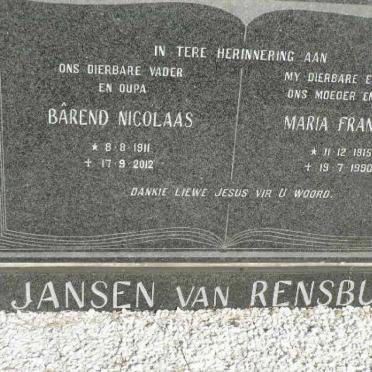 IN TERE HERINNERING AAN
ONS DIERBARE VADER
EN OUPA
BÂREND NICOLAAS
★ 8·8·1911
+ 17·9·2012
MY DIERBARE
ONS MOEDER
MARIA
★ 11·12·1915
+ 19·7·1990
DANKIE LIEWE JESUS VIR U WOORD.
JANSEN VAN